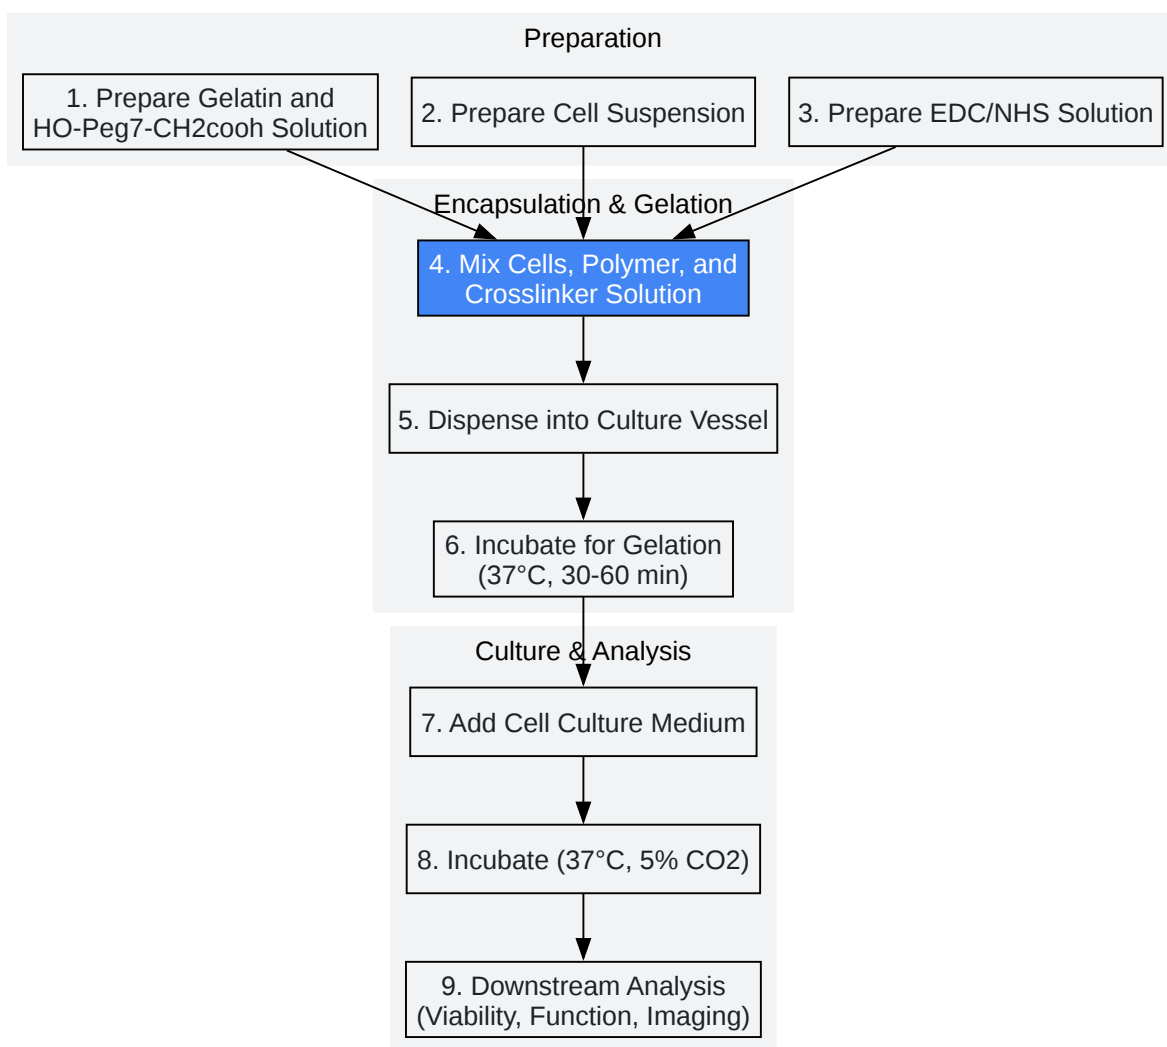 Preparation
1. Prepare Gelatin and
HO-Peg7-CH2cooh Solution
2. Prepare Cell Suspension
3. Prepare EDC/NHS Solution
Encapsulation & Gelation
4. Mix Cells, Polymer, and
Crosslinker Solution
5. Dispense into Culture Vessel
6. Incubate for Gelation
(37°C, 30-60 min)
Culture & Analysis
7. Add Cell Culture Medium
8. Incubate (37°C, 5% CO2)
9. Downstream Analysis
(Viability, Function, Imaging)